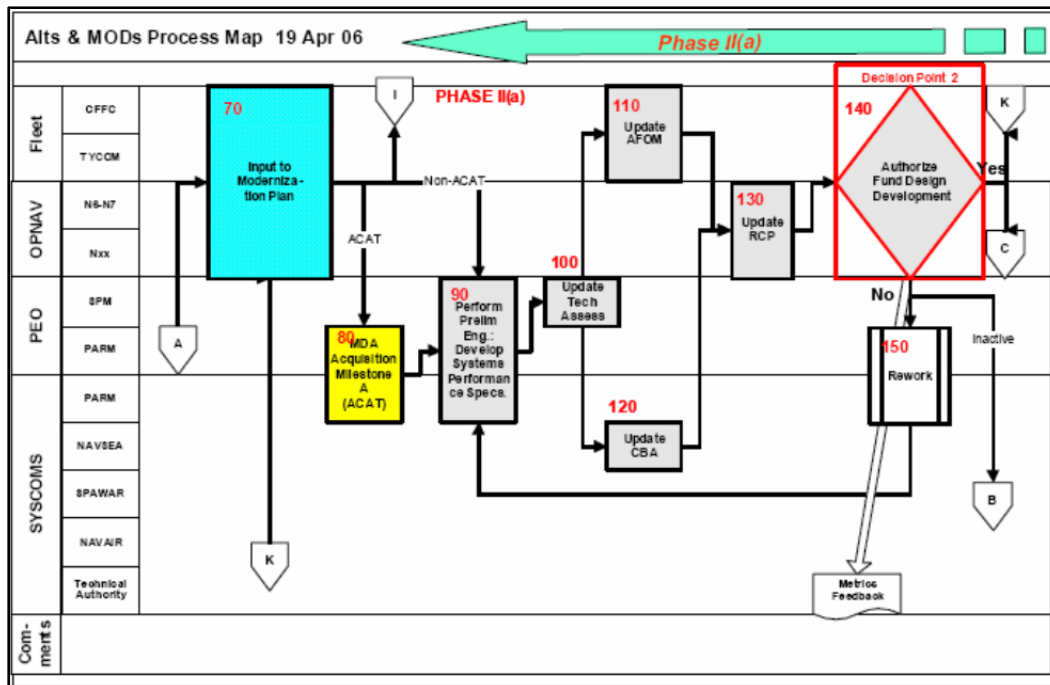 Alts & MODs Process Map 19 Apr 06
Phase II(a)
Fleet
OPNAV
PEO
SYSCOMS
Com-
ments
CFFC
TYCOM
N6-N7
Nxx
SPM
PARM
PARM
NAVSEA
SPAWAR
NAVAIR
Technical
Authority
PHASE II(a)
I
A
K
70
Input to
Moderniza-
tion Plan
Non-ACAT
ACAT
80
MDA
Acquisition
Milestone
A
(ACAT)
90
Perform
Prelim
Eng.:
Develop
Systems
Performa
nce Specs.
100
Update
Tech
Assess
110
Update
AFOM
120
Update
CBA
130
Update
RCP
Decision Point 2
140
Authorize
Fund Design
Development
Yes
K
C
No
Inactive
150
Rework
B
Metrics
Feedback